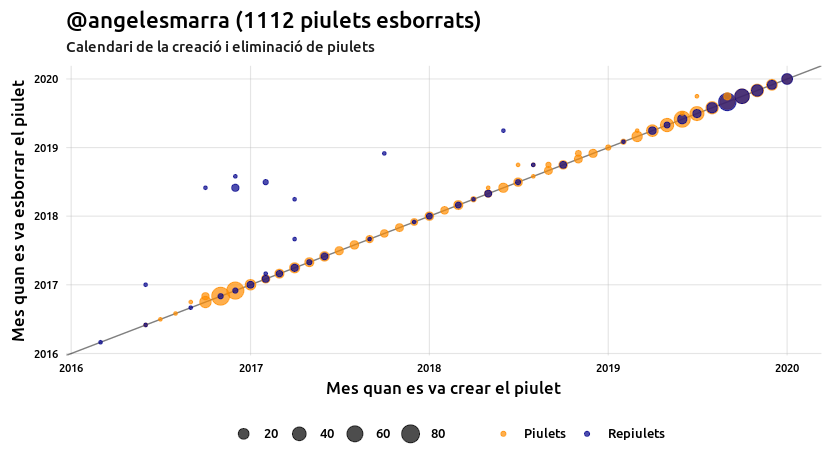 @angelesmarra (1112 piulets esborrats)
Calendari de la creació i eliminació de piulets
Mes quan es va esborrar el piulet
2020
2019
2018
2017
2016
2016 2017 2018 2019 2020
Mes quan es va crear el piulet
20 40 60 80 Piulets Repiulets